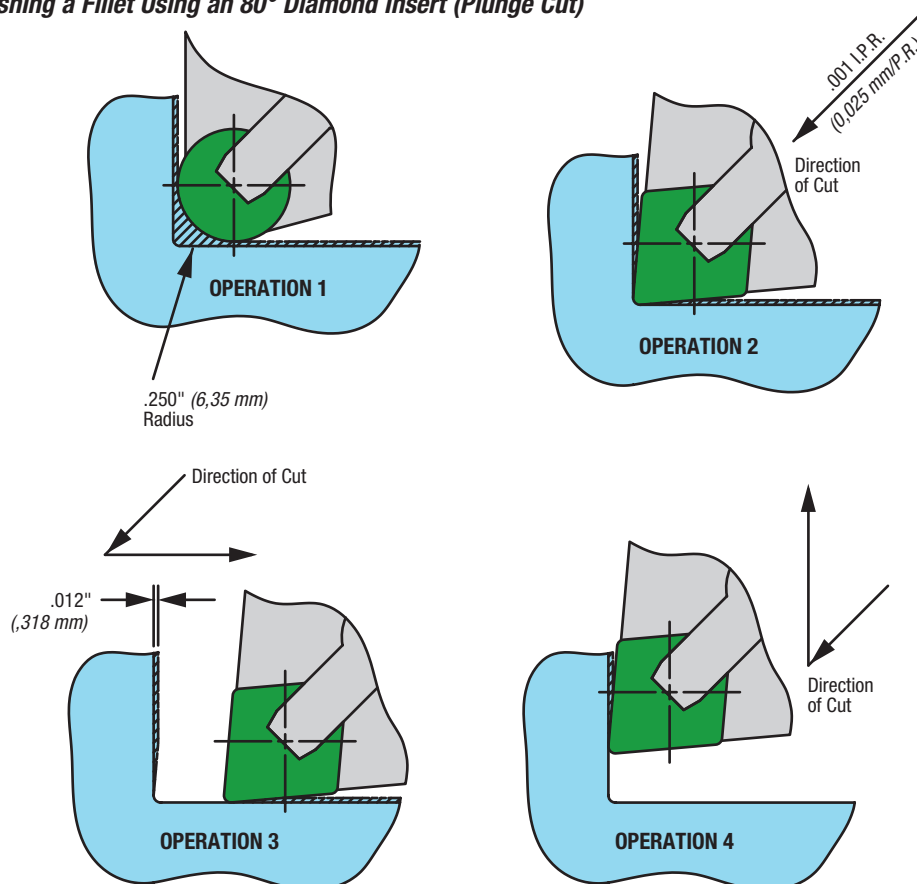 shing a Fillet Using an 80° Diamond Insert (Plunge Cut)
OPERATION 1
.250" (6,35 mm)
Radius
.001 I.P.R.
(0,025 mm/P.R.)
Direction
of Cut
OPERATION 2
Direction of Cut
.012"
(,318 mm)
OPERATION 3
Direction
of Cut
OPERATION 4